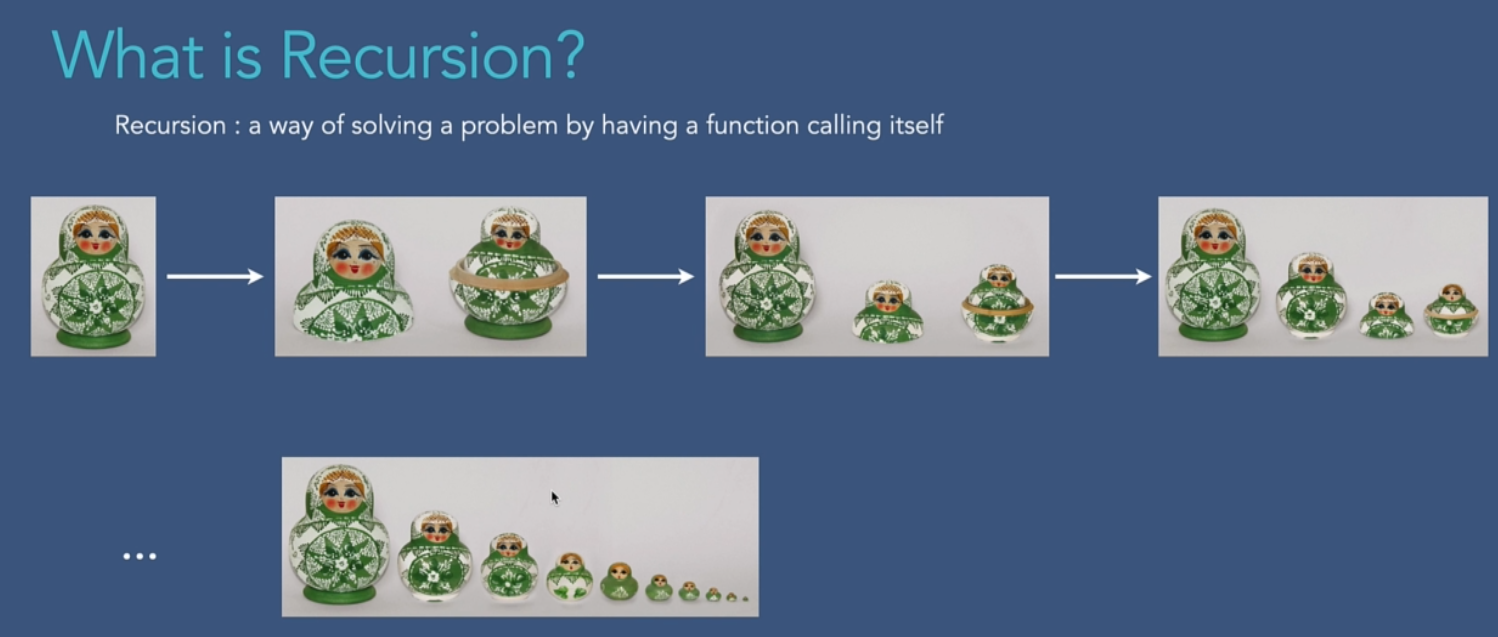 What is Recursion?
Recursion : a way of solving a problem by having a function calling itself
...